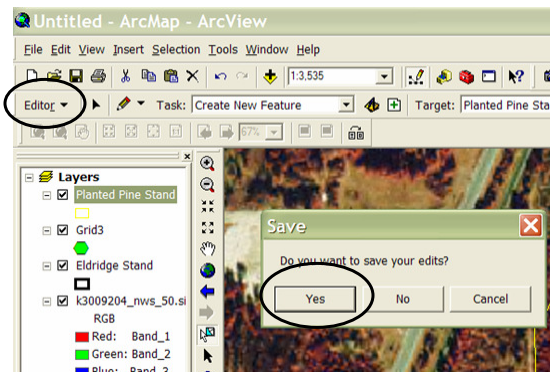 Untitled - ArcMap - ArcView
File Edit View Insert Selection Tools Window Help
1:3,535
Editor Task: Create New Feature Target: Planted Pine Sta
67%
Layers
Planted Pine Stand
Grid3
Eldridge Stand
k3009204_nws_50.si
RGB
Red: Band_1
Green: Band_2
Blue: Band_3
Save
Do you want to save your edits?
Yes No Cancel